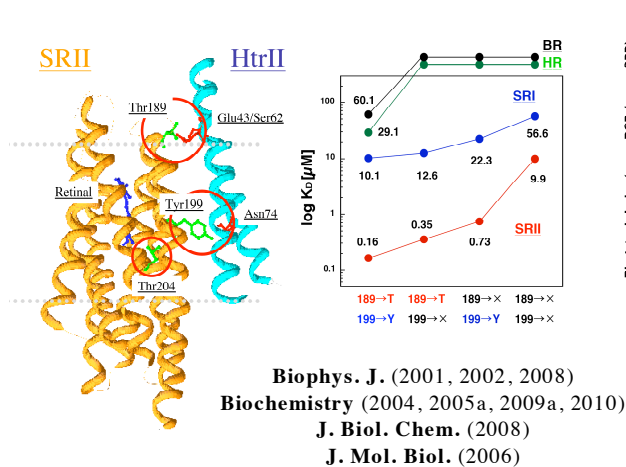 SRII
HtrII
Thr189
Glu43/Ser62
Retinal
Tyr199
Asn74
Thr204
log KD[µM]
100
10
1
0.1
BR
HR
SRI
SRII
60.1
29.1
10.1
12.6
22.3
56.6
0.16
0.35
0.73
9.9
189→T 189→T 189→× 189→×
199→Y 199→× 199→Y 199→×
Biophys. J. (2001, 2002, 2008)
Biochemistry (2004, 2005a, 2009a, 2010)
J. Biol. Chem. (2008)
J. Mol. Biol. (2006)